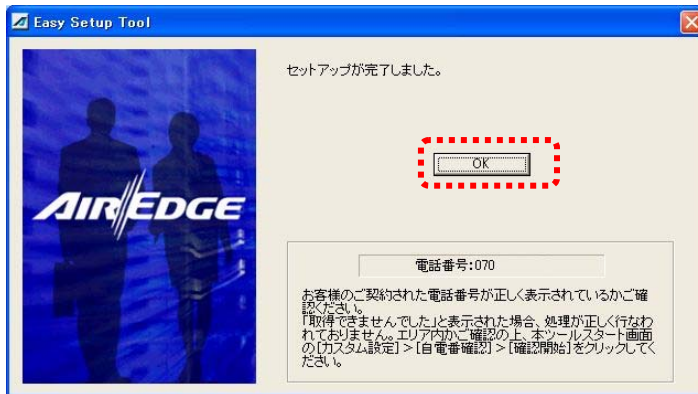 Easy Setup Tool
セットアップが完了しました。
OK
AIR EDGE
電話番号:070
お客様のご契約された電話番号が正しく表示されているかご確
認ください。
「取得できませんでした」と表示された場合、処理が正しく行なわ
れておりません。エリア内かご確認の上、本ツールスタート画面
の[カスタム設定]>[自電番確認]>[確認開始]をクリックしてく
ださい。